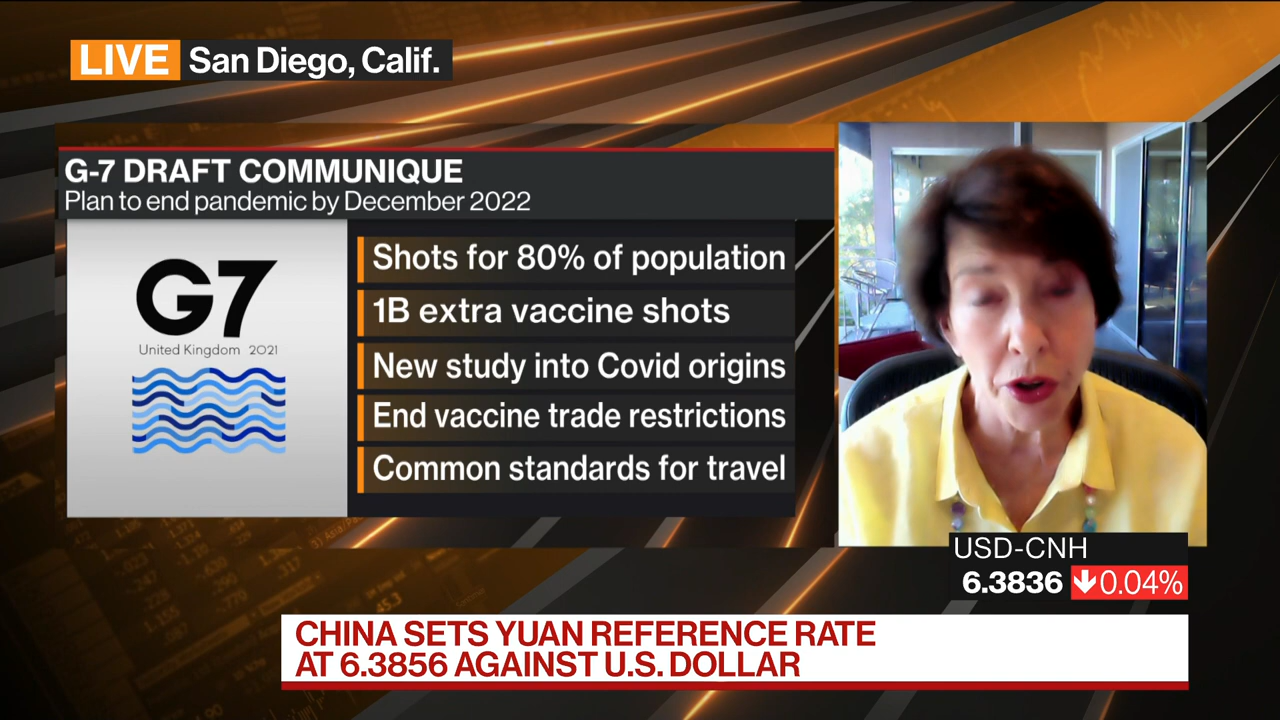 LIVE San Diego, Calif.
G-7 DRAFT COMMUNIQUE
Plan to end pandemic by December 2022
G7
United Kingdom 2021
Shots for 80% of population
1B extra vaccine shots
New study into Covid origins
End vaccine trade restrictions
Common standards for travel
USD-CNH
6.3836 0.04%
CHINA SETS YUAN REFERENCE RATE
AT 6.3856 AGAINST U.S. DOLLAR